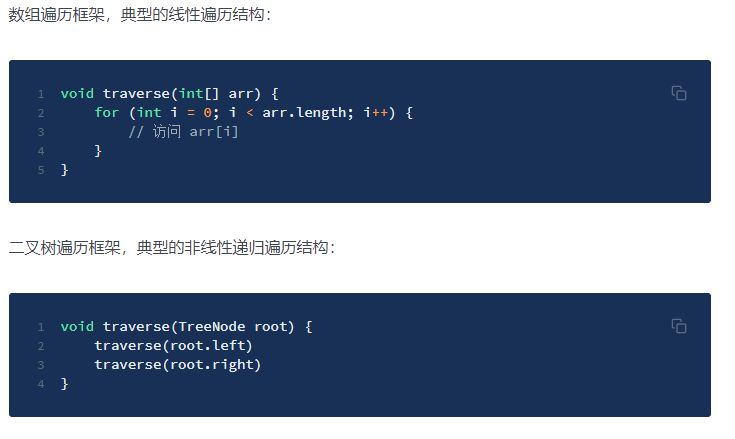 数组遍历框架，典型的线性遍历结构：
1 void traverse(int[] arr) {
2     for (int i = 0; i < arr.length; i++) {
3         // 访问 arr[i]
4     }
5 }
二叉树遍历框架，典型的非线性递归遍历结构：
1 void traverse(TreeNode root) {
2     traverse(root.left)
3     traverse(root.right)
4 }